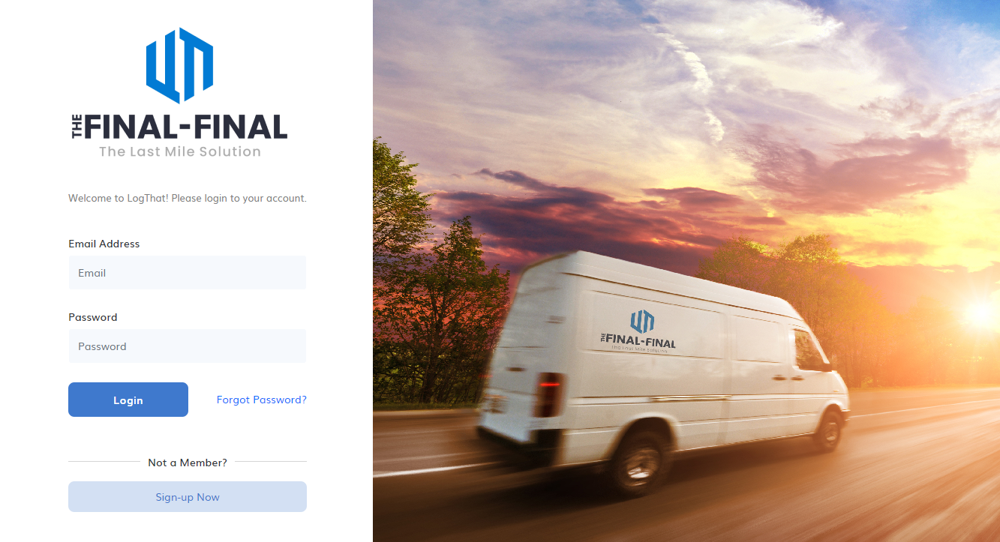 THE FINAL-FINAL
The Last Mile Solution
Welcome to LogThat! Please login to your account.
Email Address
Email
Password
Password
Login
Forgot Password?
Not a Member?
Sign-up Now
THE FINAL-FINAL
The Last Mile Solution